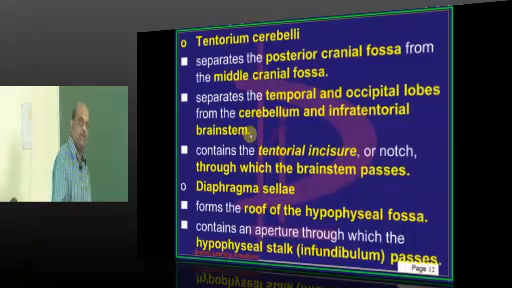 o Tentorium cerebelli
■ separates the posterior cranial fossa from
the middle cranial fossa.
■ separates the temporal and occipital lobes
from the cerebellum and infratentorial
brainstem.
■ contains the tentorial incisure, or notch,
through which the brainstem passes.
o Diaphragma sellae
■ forms the roof of the hypophyseal fossa.
■ contains an aperture through which the
hypophyseal stalk (infundibulum) passes.
Page 12